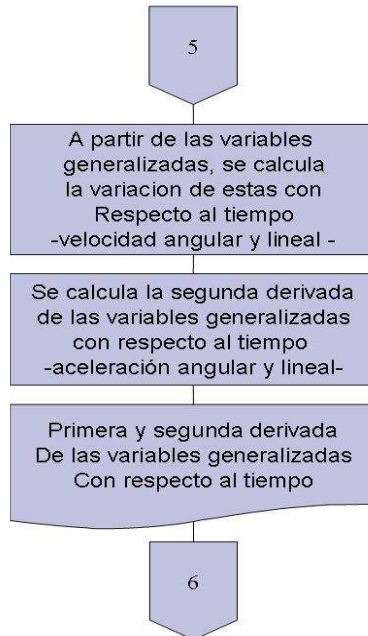 5
A partir de las variables
generalizadas, se calcula
la variacion de estas con
Respecto al tiempo
-velocidad angular y lineal -
Se calcula la segunda derivada
de las variables generalizadas
con respecto al tiempo
-aceleración angular y lineal-
Primera y segunda derivada
De las variables generalizadas
Con respecto al tiempo
6